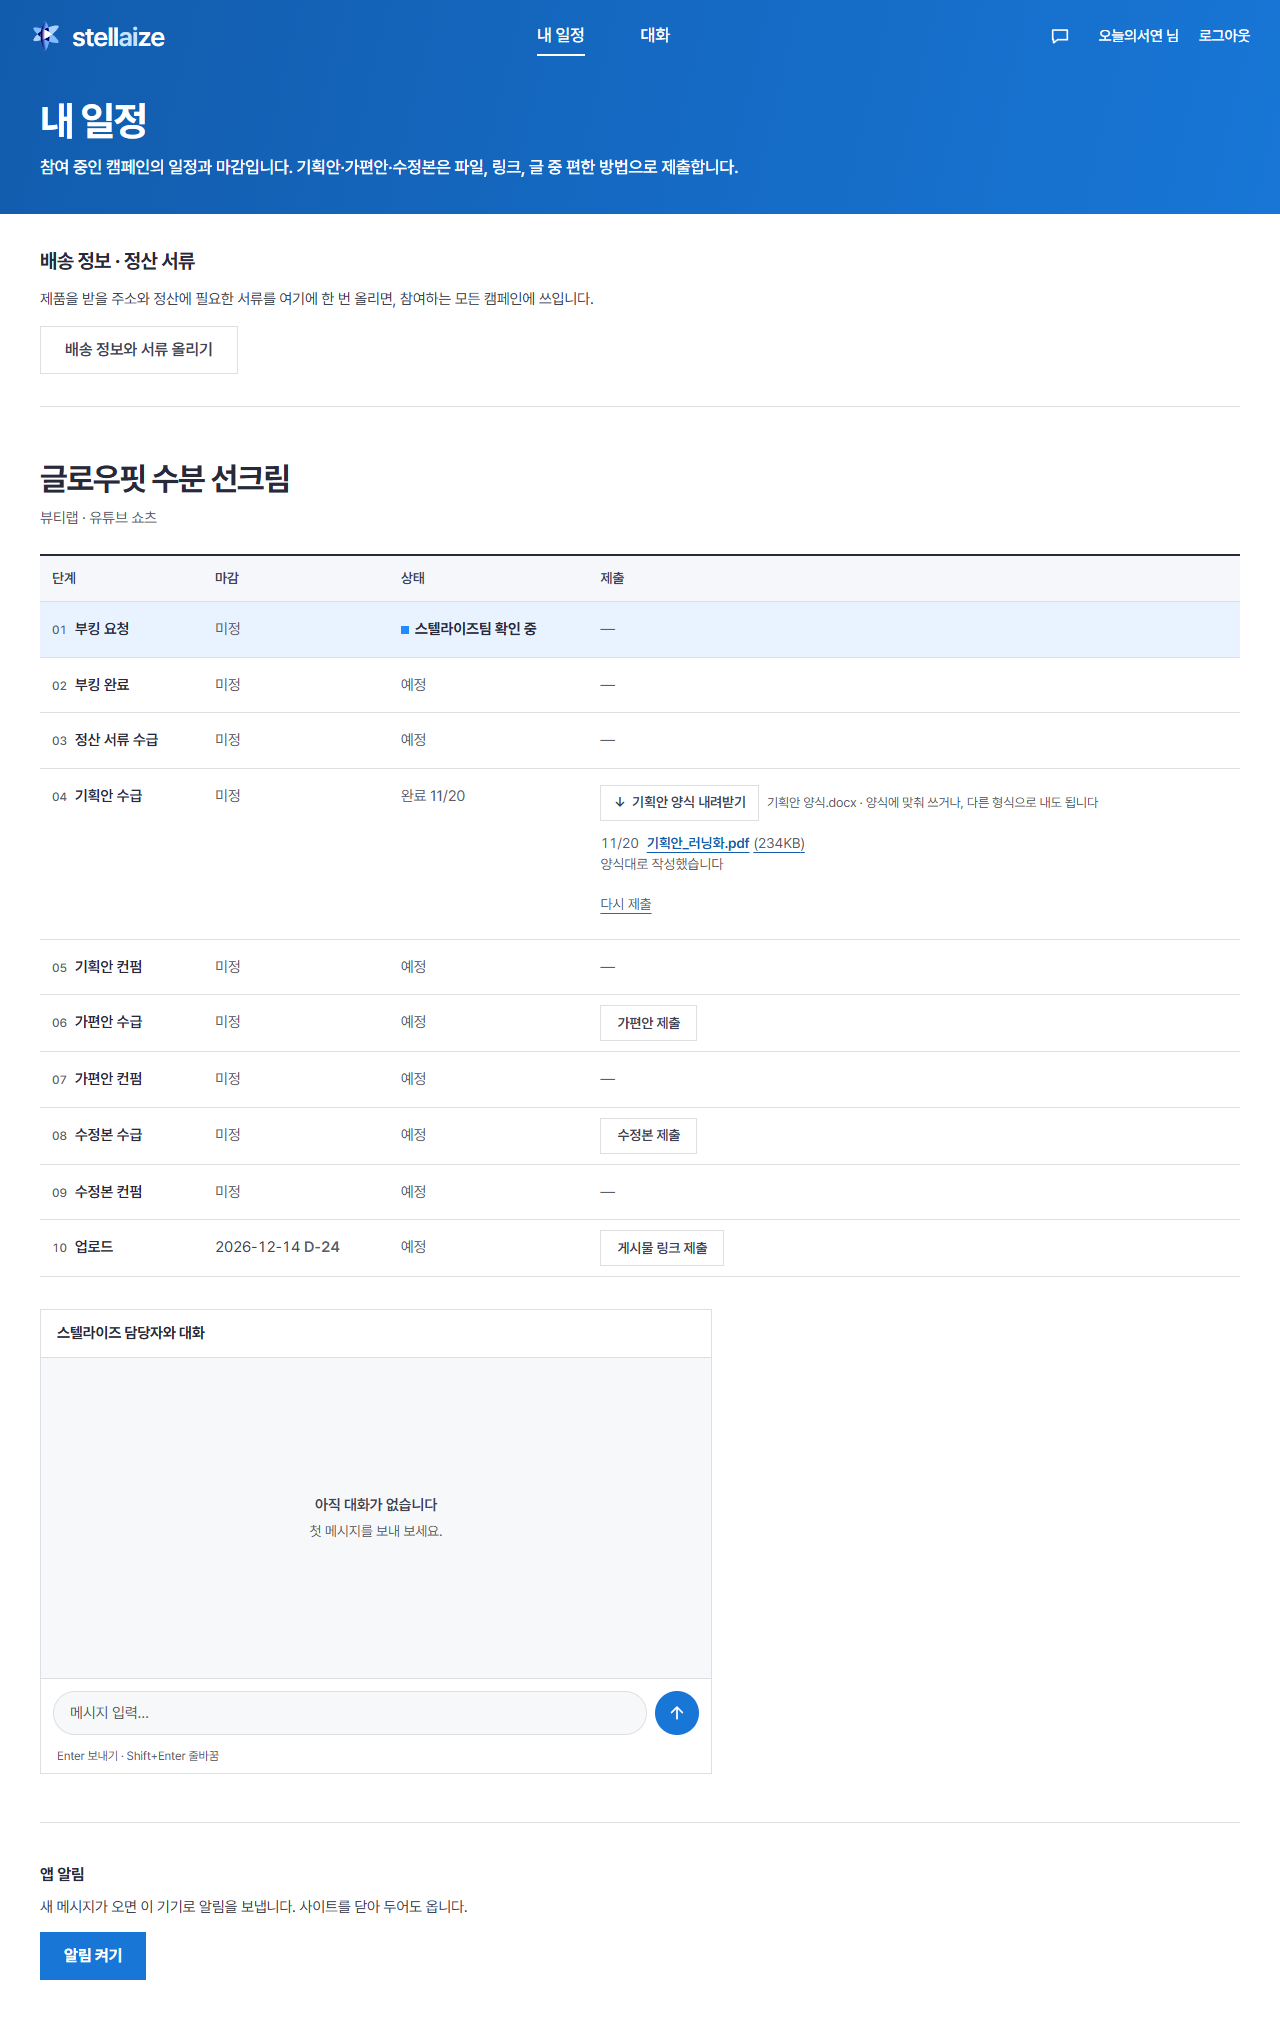 stellaize
내 일정
대화
오늘의서연 님
로그아웃
내 일정
참여 중인 캠페인의 일정과 마감입니다. 기획안·가편안·수정본은 파일, 링크, 글 중 편한 방법으로 제출합니다.
배송 정보 · 정산 서류
제품을 받을 주소와 정산에 필요한 서류를 여기에 한 번 올리면, 참여하는 모든 캠페인에 쓰입니다.
배송 정보와 서류 올리기
글로우핏 수분 선크림
뷰티랩 · 유튜브 쇼츠
단계 마감 상태 제출
01 부킹 요청 미정 스텔라이즈팀 확인 중 —
02 부킹 완료 미정 예정 —
03 정산 서류 수급 미정 예정 —
04 기획안 수급 미정 완료 11/20 ↓ 기획안 양식 내려받기 기획안 양식.docx · 양식에 맞춰 쓰거나, 다른 형식으로 내도 됩니다
11/20 기획안_러닝화.pdf (234KB)
양식대로 작성했습니다
다시 제출
05 기획안 컨펌 미정 예정 —
06 가편안 수급 미정 예정 가편안 제출
07 가편안 컨펌 미정 예정 —
08 수정본 수급 미정 예정 수정본 제출
09 수정본 컨펌 미정 예정 —
10 업로드 2026-12-14 D-24 예정 게시물 링크 제출
스텔라이즈 담당자와 대화
아직 대화가 없습니다
첫 메시지를 보내 보세요.
메시지 입력...
Enter 보내기 · Shift+Enter 줄바꿈
앱 알림
새 메시지가 오면 이 기기로 알림을 보냅니다. 사이트를 닫아 두어도 옵니다.
알림 켜기